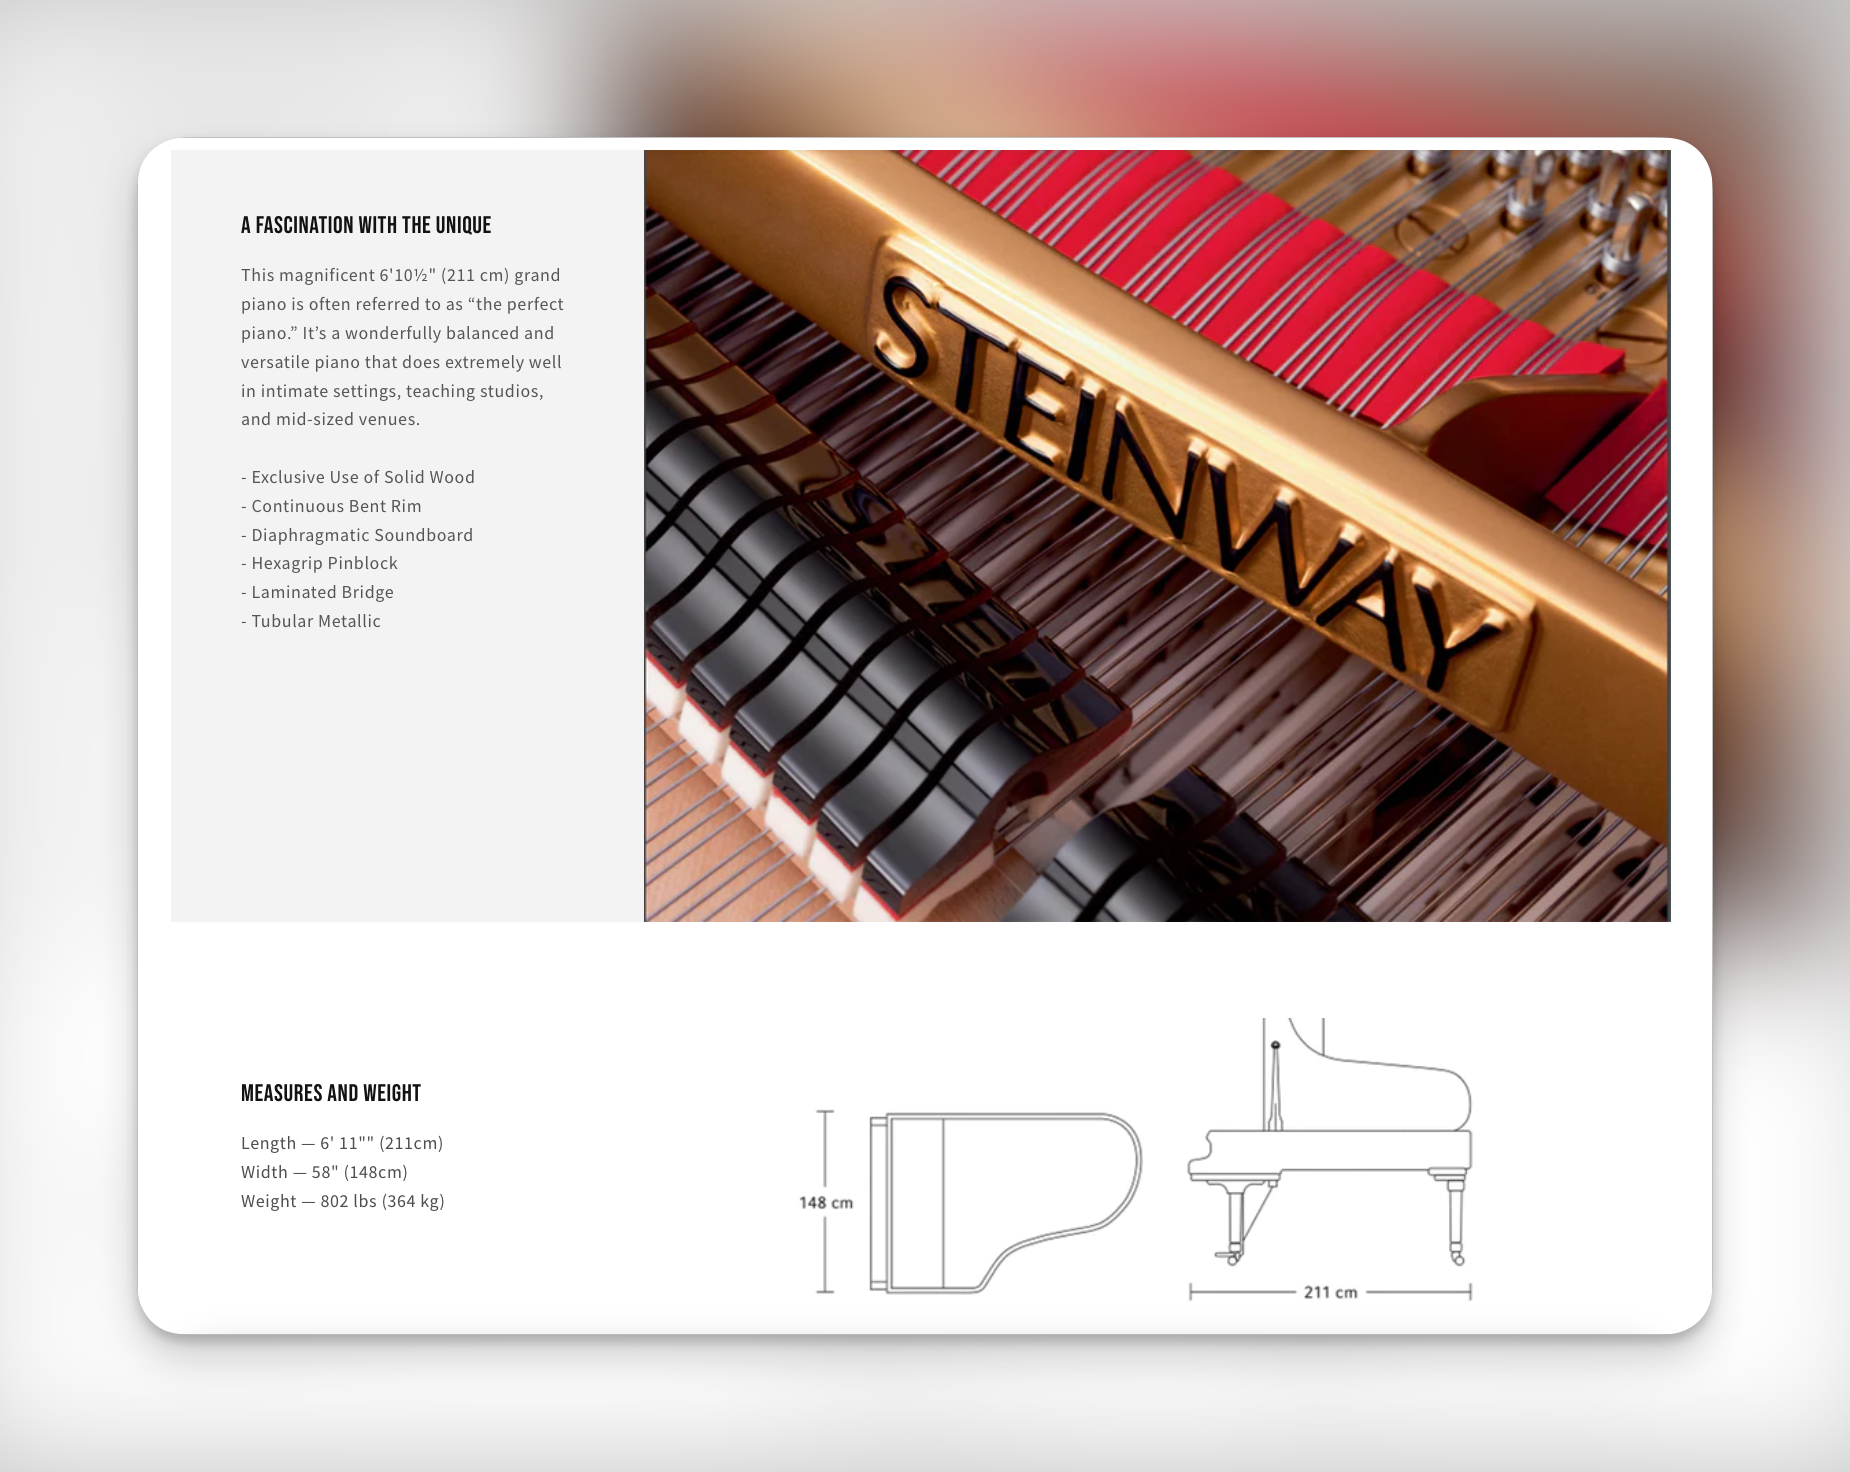 A FASCINATION WITH THE UNIQUE
This magnificent 6'10½" (211 cm) grand
piano is often referred to as “the perfect
piano.” It’s a wonderfully balanced and
versatile piano that does extremely well
in intimate settings, teaching studios,
and mid-sized venues.
- Exclusive Use of Solid Wood
- Continuous Bent Rim
- Diaphragmatic Soundboard
- Hexagrip Pinblock
- Laminated Bridge
- Tubular Metallic
STEINWAY
MEASURES AND WEIGHT
Length — 6' 11"" (211cm)
Width — 58" (148cm)
Weight — 802 lbs (364 kg)
148 cm
211 cm